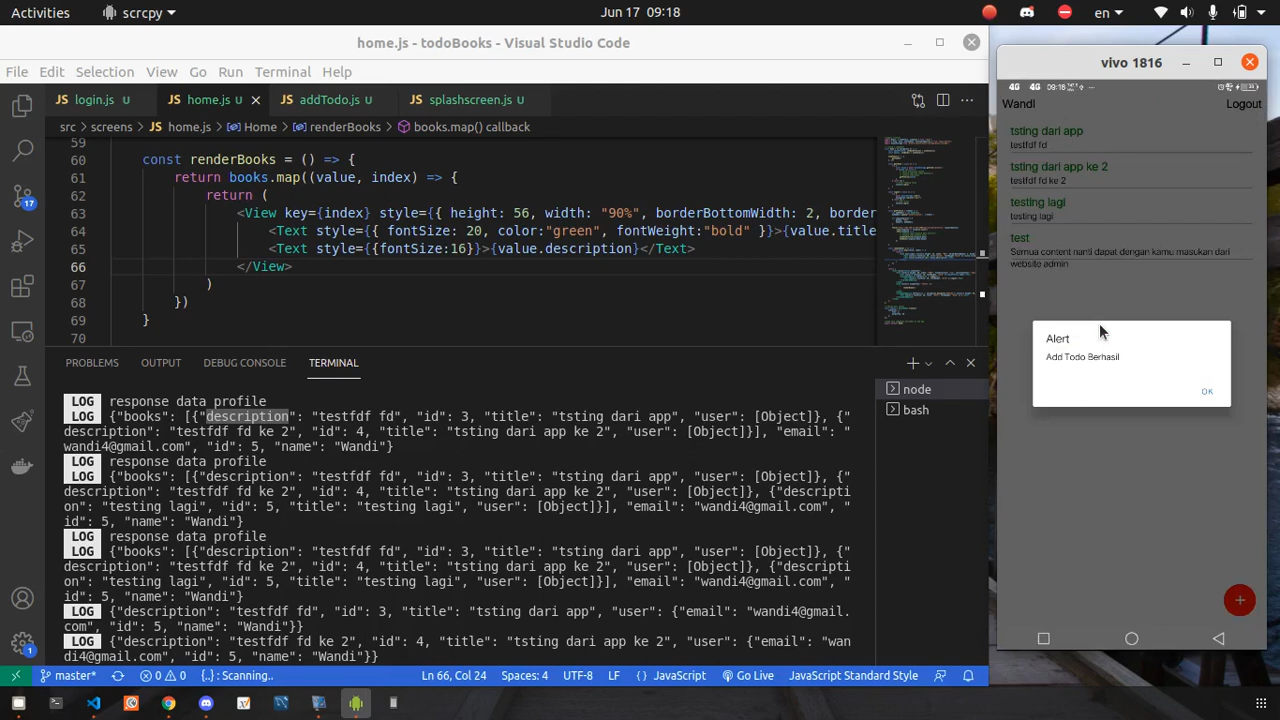 Activities
scrcpy
Jun 17 09:18
en
home.js - todoBooks - Visual Studio Code
File Edit Selection View Go Run Terminal Help
JS login.js U
JS home.js U
JS addTodo.js U
JS splashscreen.js U
src > screens > JS home.js > Home > renderBooks > books.map() callback
59
60 const renderBooks = () => {
61 return books.map((value, index) => {
62 return (
63 <View key={index} style={{ height: 56, width: "90%", borderBottomWidth: 2, border
64 <Text style={{ fontSize: 20, color:"green", fontWeight:"bold" }}>{value.title
65 <Text style={{fontSize:16}}>{value.description}</Text>
66 </View>
67 )
68 })
69 }
70
17
1
PROBLEMS OUTPUT DEBUG CONSOLE TERMINAL
node
bash
LOG response data profile
LOG {"books": [{"description": "testfdf fd", "id": 3, "title": "tsting dari app", "user": [Object]}, {"
description": "testfdf fd ke 2", "id": 4, "title": "tsting dari app ke 2", "user": [Object]}], "email": "
wandi4@gmail.com", "id": 5, "name": "Wandi"}
LOG response data profile
LOG {"books": [{"description": "testfdf fd", "id": 3, "title": "tsting dari app", "user": [Object]}, {"
description": "testfdf fd ke 2", "id": 4, "title": "tsting dari app ke 2", "user": [Object]}, {"descripti
on": "testing lagi", "id": 5, "title": "testing lagi", "user": [Object]}], "email": "wandi4@gmail.com", "
id": 5, "name": "Wandi"}
LOG response data profile
LOG {"books": [{"description": "testfdf fd", "id": 3, "title": "tsting dari app", "user": [Object]}, {"
description": "testfdf fd ke 2", "id": 4, "title": "tsting dari app ke 2", "user": [Object]}, {"descripti
on": "testing lagi", "id": 5, "title": "testing lagi", "user": [Object]}], "email": "wandi4@gmail.com", "
id": 5, "name": "Wandi"}
LOG {"description": "testfdf fd", "id": 3, "title": "tsting dari app", "user": {"email": "wandi4@gmail.
com", "id": 5, "name": "Wandi"}}
LOG {"description": "testfdf fd ke 2", "id": 4, "title": "tsting dari app ke 2", "user": {"email": "wan
di4@gmail.com", "id": 5, "name": "Wandi"}}
master* 0 0 {..} : Scanning.. Ln 66, Col 24 Spaces: 4 UTF-8 LF { } JavaScript Go Live JavaScript Standard Style
vivo 1816
4G 4G 09:18
Wandi
Logout
tsting dari app
testfdf fd
tsting dari app ke 2
testfdf fd ke 2
testing lagi
testing lagi
test
Semua content nanti dapat dengan kamu masukan dari
website admin
Alert
Add Todo Berhasil
OK
+